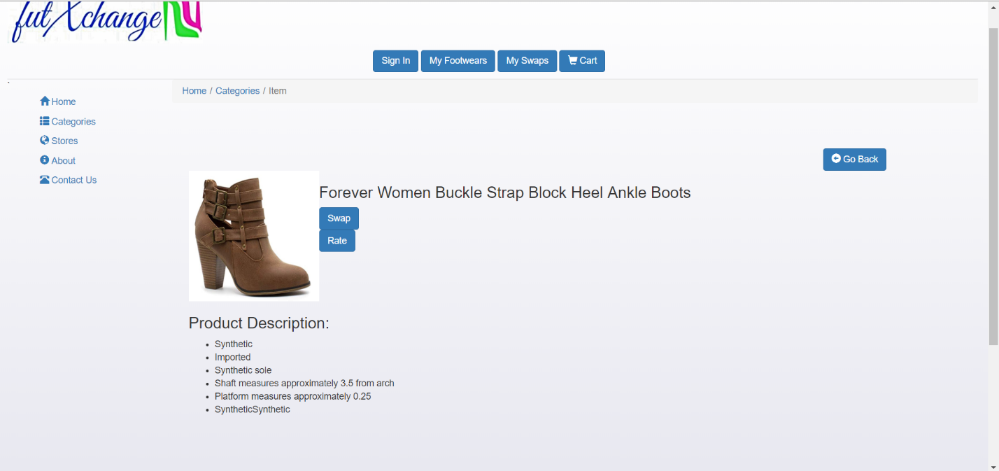 futXchange
Sign In My Footwears My Swaps Cart
Home / Categories / Item
Home
Categories
Stores
About
Contact Us
Go Back
Forever Women Buckle Strap Block Heel Ankle Boots
Swap
Rate
Product Description:
Synthetic
Imported
Synthetic sole
Shaft measures approximately 3.5 from arch
Platform measures approximately 0.25
SyntheticSynthetic